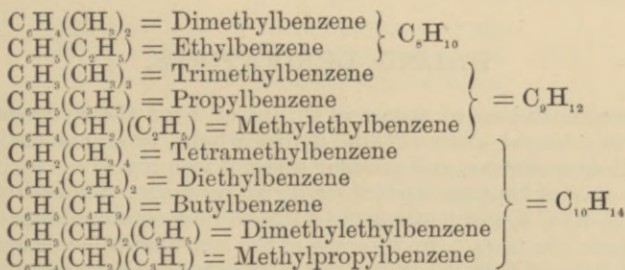 C₆H₄(CH₃)₂ = Dimethylbenzene } C₈H₁₀
C₆H₅(C₂H₅) = Ethylbenzene
C₆H₃(CH₃)₃ = Trimethylbenzene
C₆H₅(C₃H₇) = Propylbenzene } = C₉H₁₂
C₆H₄(CH₃)(C₂H₅) = Methylethylbenzene
C₆H₂(CH₃)₄ = Tetramethylbenzene
C₆H₄(C₂H₅)₂ = Diethylbenzene
C₆H₅(C₄H₉) = Butylbenzene } = C₁₀H₁₄
C₆H₃(CH₃)₂(C₂H₅) = Dimethylethylbenzene
C₆H₄(CH₃)(C₃H₇) = Methylpropylbenzene